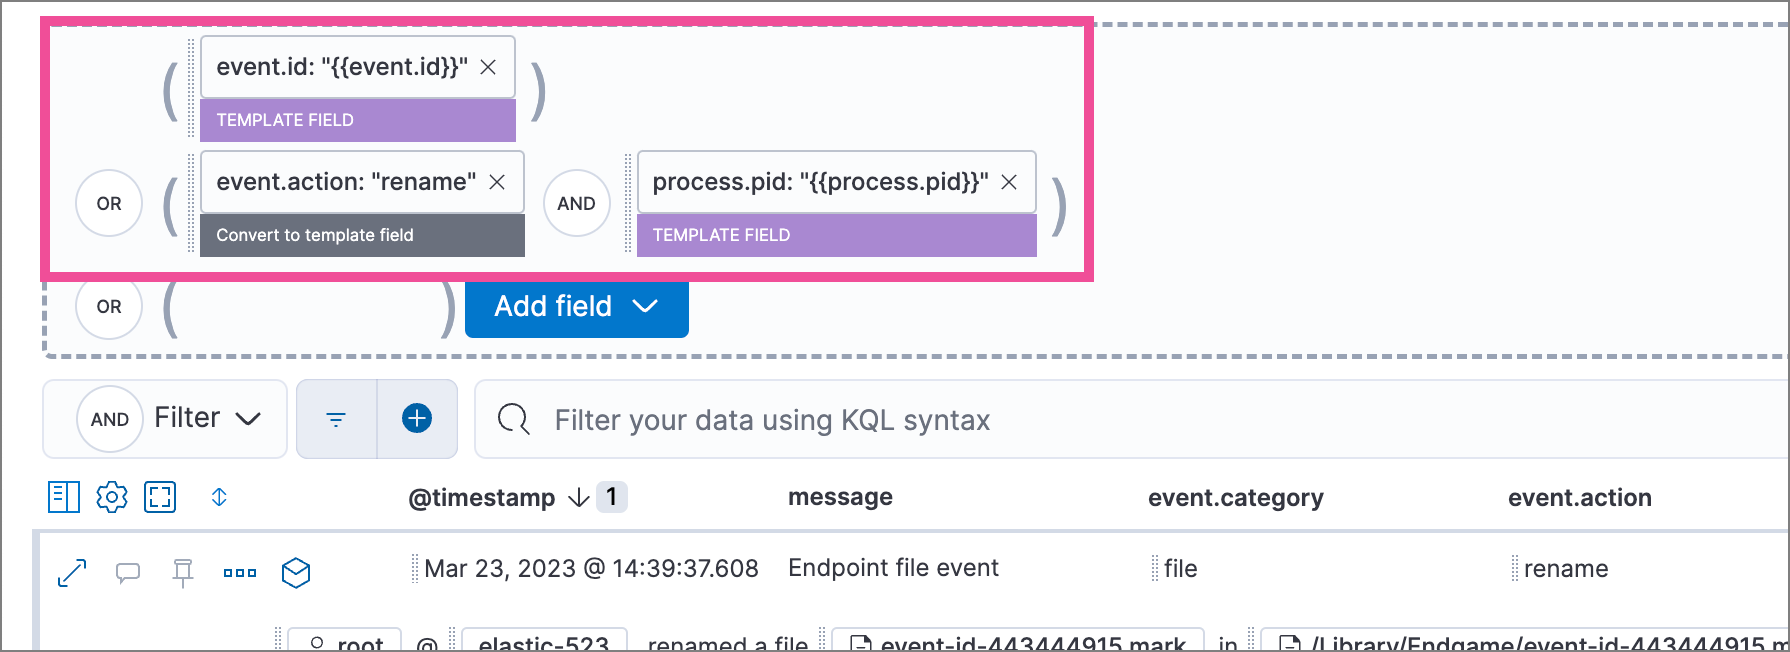 ( event.id: "{{event.id}}" )
TEMPLATE FIELD
OR ( event.action: "rename" AND process.pid: "{{process.pid}}" )
Convert to template field TEMPLATE FIELD
OR ( ) Add field
AND Filter Filter your data using KQL syntax
@timestamp 1 message event.category event.action
Mar 23, 2023 @ 14:39:37.608 Endpoint file event file rename
root @ elastic-523 renamed a file event-id-443444915.mark in /Library/Endgame/event-id-443444915.m